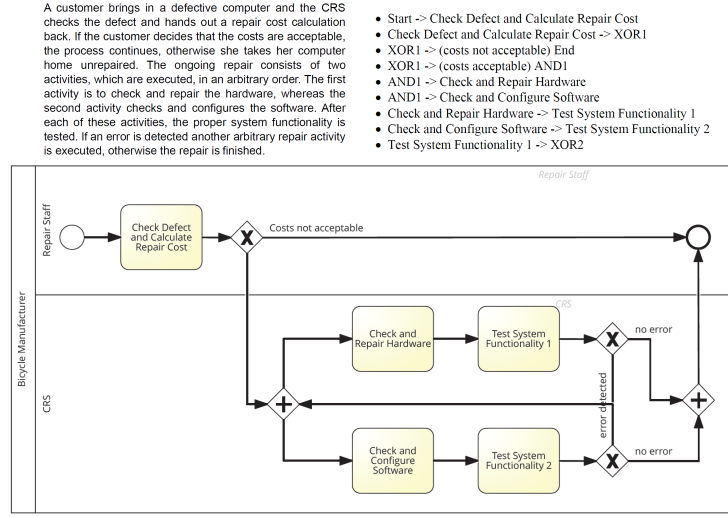 A customer brings in a defective computer and the CRS
checks the defect and hands out a repair cost calculation
back. If the customer decides that the costs are acceptable,
the process continues, otherwise she takes her computer
home unrepaired. The ongoing repair consists of two
activities, which are executed, in an arbitrary order. The first
activity is to check and repair the hardware, whereas the
second activity checks and configures the software. After
each of these activities, the proper system functionality is
tested. If an error is detected another arbitrary repair activity
is executed, otherwise the repair is finished.
• Start -> Check Defect and Calculate Repair Cost
• Check Defect and Calculate Repair Cost -> XOR1
• XOR1 -> (costs not acceptable) End
• XOR1 -> (costs acceptable) AND1
• AND1 -> Check and Repair Hardware
• AND1 -> Check and Configure Software
• Check and Repair Hardware -> Test System Functionality 1
• Check and Configure Software -> Test System Functionality 2
• Test System Functionality 1 -> XOR2
Bicycle Manufacturer
Repair Staff
Repair Staff
Check Defect
and Calculate
Repair Cost
Costs not acceptable
CRS
CRS
Check and
Repair Hardware
Test System
Functionality 1
no error
error detected
Check and
Configure
Software
Test System
Functionality 2
no error